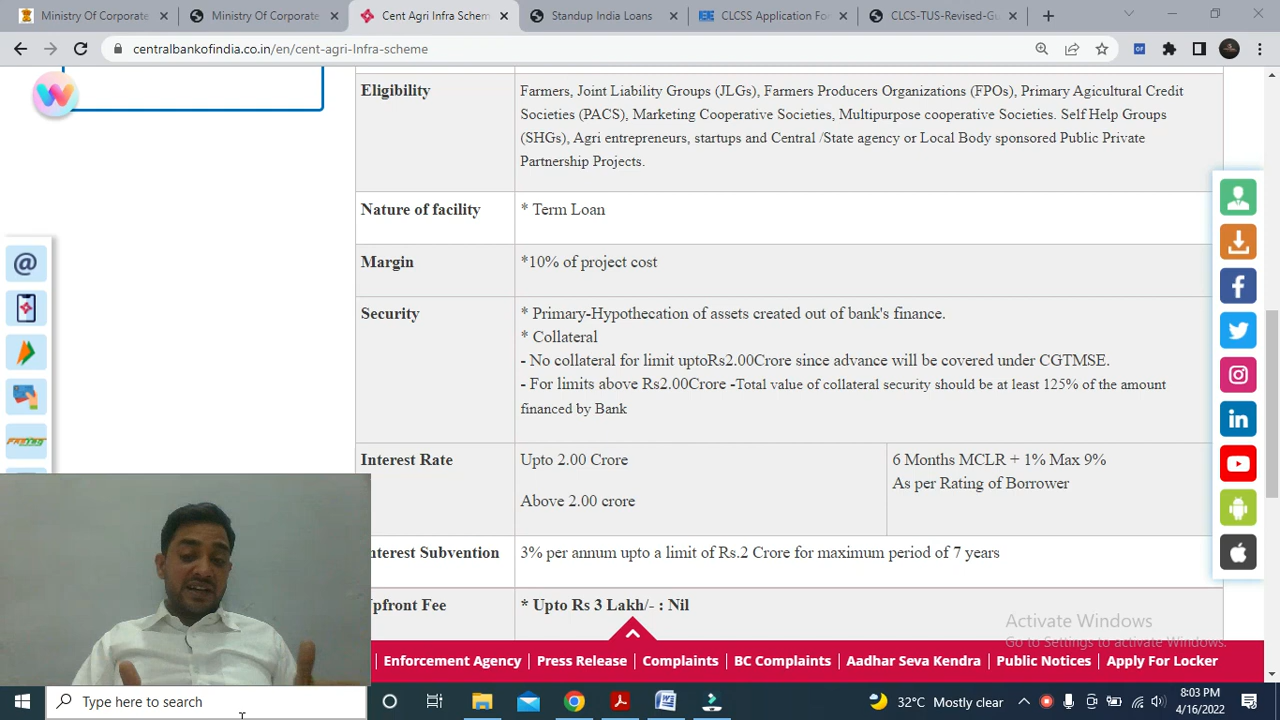 Ministry Of Corporate
Ministry Of Corporate
Cent Agri Infra Schem
Standup India Loans
CLCSS Application For
CLCS-TUS-Revised-Gu
centralbankofindia.co.in/en/cent-agri-Infra-scheme
Eligibility
Farmers, Joint Liability Groups (JLGs), Farmers Producers Organizations (FPOs), Primary Agicultural Credit
Societies (PACS), Marketing Cooperative Societies, Multipurpose cooperative Societies. Self Help Groups
(SHGs), Agri entrepreneurs, startups and Central /State agency or Local Body sponsored Public Private
Partnership Projects.
Nature of facility
* Term Loan
Margin
*10% of project cost
Security
* Primary-Hypothecation of assets created out of bank's finance.
* Collateral
- No collateral for limit uptoRs2.00Crore since advance will be covered under CGTMSE.
- For limits above Rs2.00Crore -Total value of collateral security should be at least 125% of the amount
financed by Bank
Interest Rate
Upto 2.00 Crore
Above 2.00 crore
6 Months MCLR + 1% Max 9%
As per Rating of Borrower
Interest Subvention
3% per annum upto a limit of Rs.2 Crore for maximum period of 7 years
Upfront Fee
* Upto Rs 3 Lakh/- : Nil
Activate Windows
Go to Settings to activate Windows.
Enforcement Agency
Press Release
Complaints
BC Complaints
Aadhar Seva Kendra
Public Notices
Apply For Locker
Type here to search
32°C Mostly clear
8:03 PM
4/16/2022